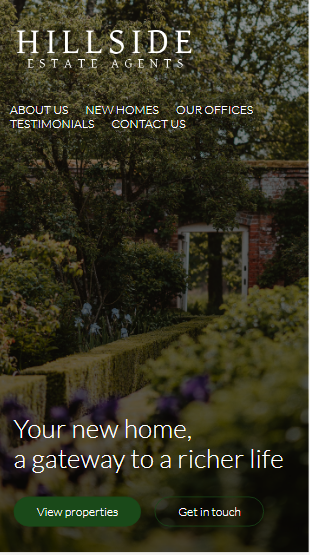 HILLSIDE
ESTATE AGENTS
ABOUT US NEW HOMES OUR OFFICES
TESTIMONIALS CONTACT US
Your new home,
a gateway to a richer life
View properties Get in touch